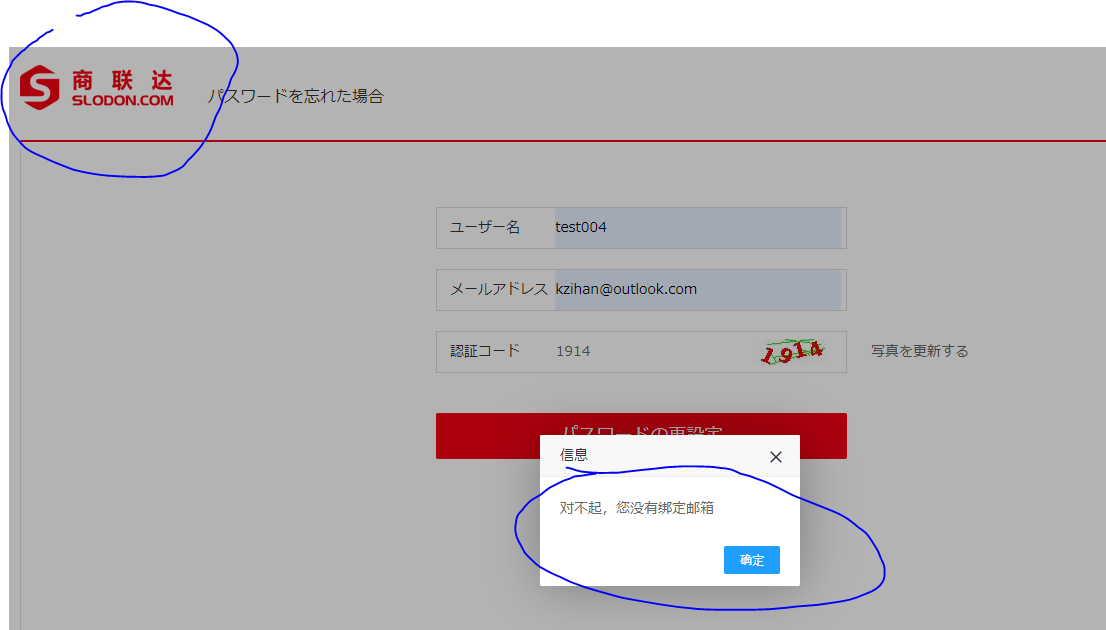 商联达
SLODON.COM
パスワードを忘れた場合
ユーザー名 test004
メールアドレス kzihan@outlook.com
認証コード 1914 1914 写真を更新する
パスワードの再設定
信息
对不起，您没有绑定邮箱
确定